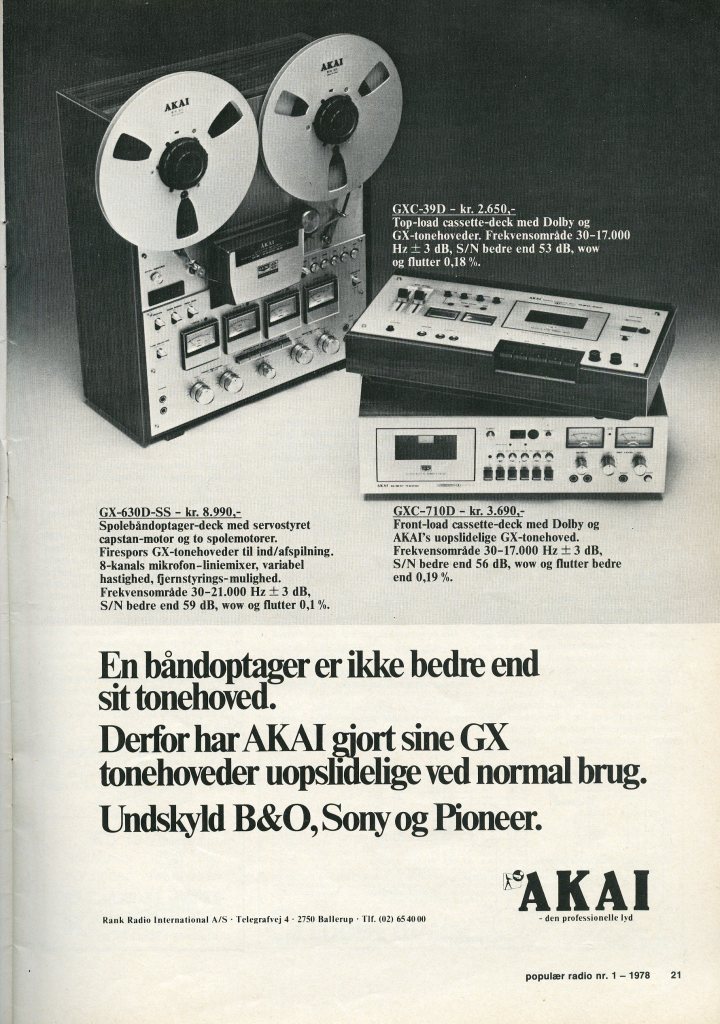 AKAI
AKAI
AKAI
GXC-39D – kr. 2.650,-
Top-load cassette-deck med Dolby og
GX-tonehoveder. Frekvensområde 30-17.000
Hz ± 3 dB, S/N bedre end 53 dB, wow
og flutter 0,18 %.
AKAI
AKAI
GX-630D-SS – kr. 8.990,-
Spolebåndoptager-deck med servostyret
capstan-motor og to spolemotorer.
Firespors GX-tonehoveder til ind/afspilning.
8-kanals mikrofon-liniemixer, variabel
hastighed, fjernstyrings-mulighed.
Frekvensområde 30-21.000 Hz ± 3 dB,
S/N bedre end 59 dB, wow og flutter 0,1 %.
GXC-710D – kr. 3.690,-
Front-load cassette-deck med Dolby og
AKAI's uopslidelige GX-tonehoved.
Frekvensområde 30-17.000 Hz ± 3 dB,
S/N bedre end 56 dB, wow og flutter bedre
end 0,19 %.
En båndoptager er ikke bedre end
sit tonehoved.
Derfor har AKAI gjort sine GX
tonehoveder uopslidelige ved normal brug.
Undskyld B&O, Sony og Pioneer.
AKAI
- den professionelle lyd
Rank Radio International A/S · Telegrafvej 4 · 2750 Ballerup · Tlf. (02) 65 40 00
populær radio nr. 1 – 1978 21